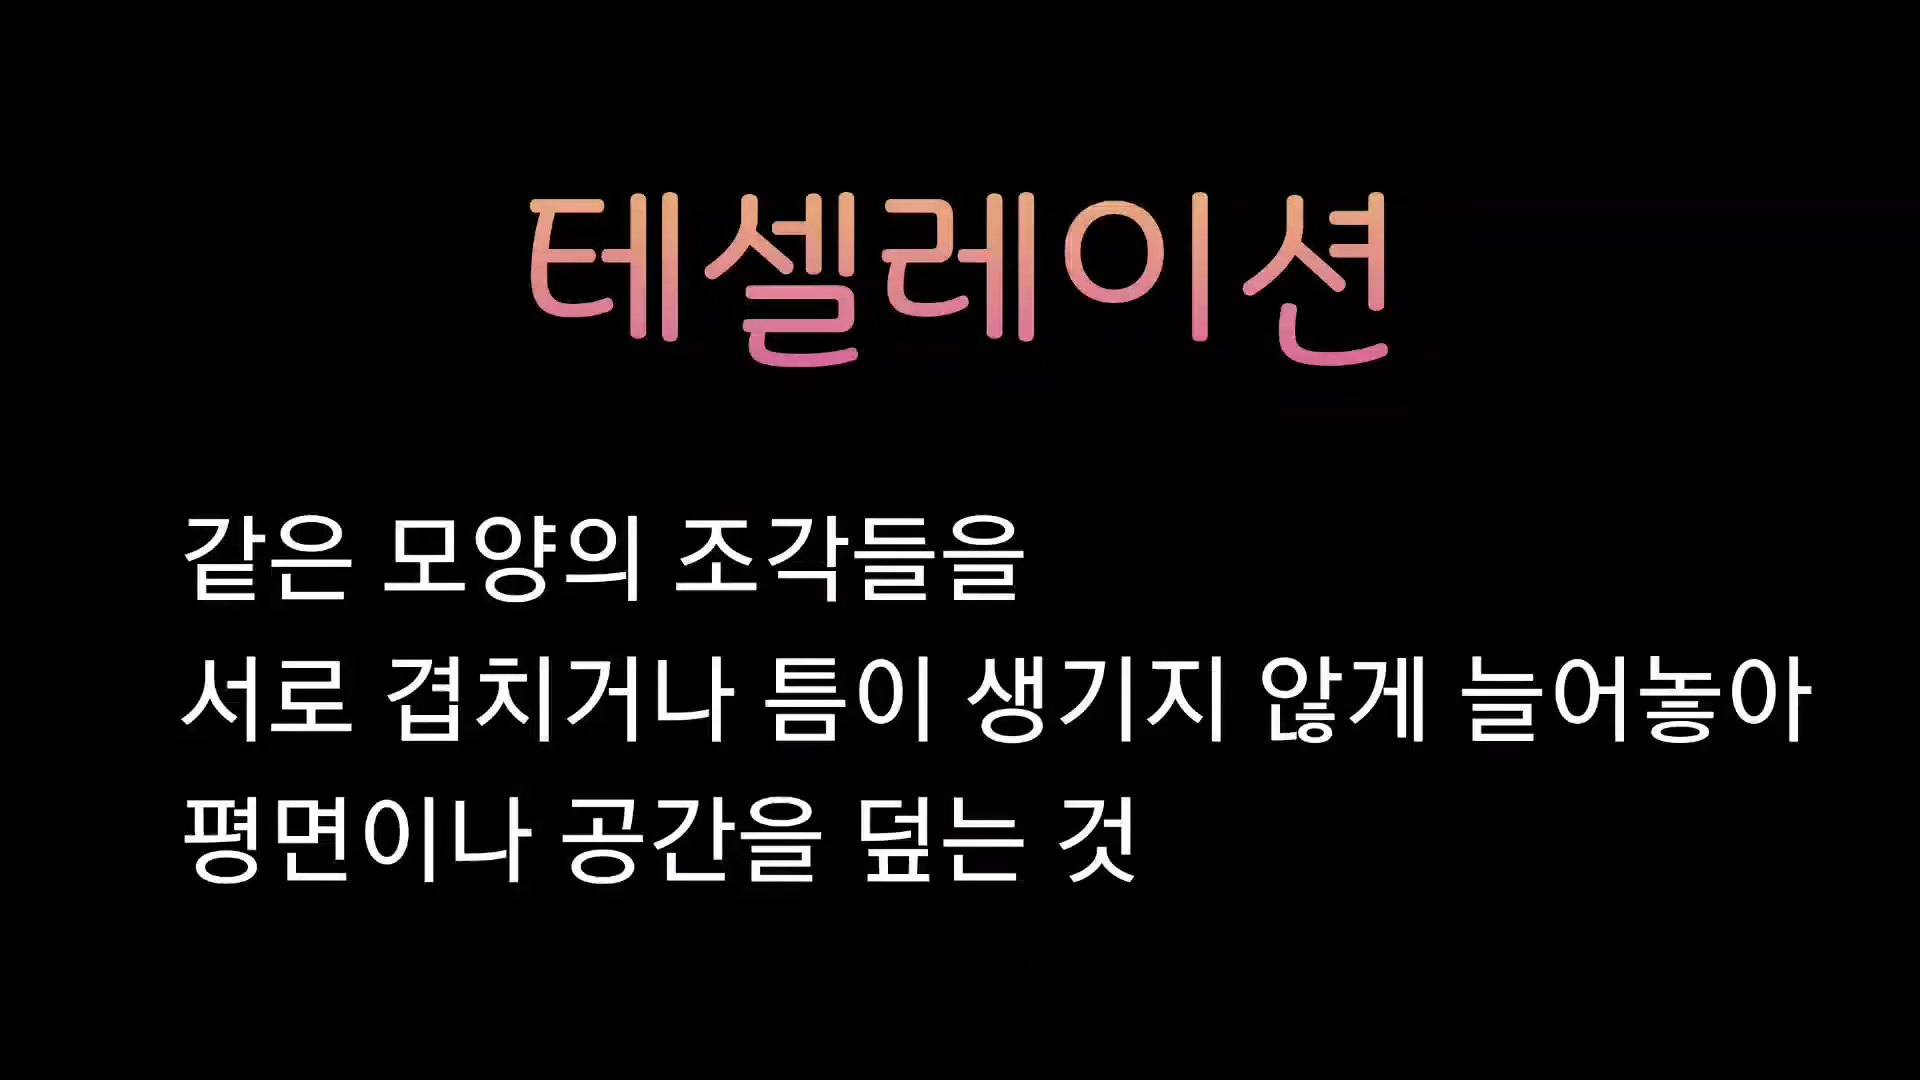 테셀레이션
같은 모양의 조각들을
서로 겹치거나 틈이 생기지 않게 늘어놓아
평면이나 공간을 덮는 것